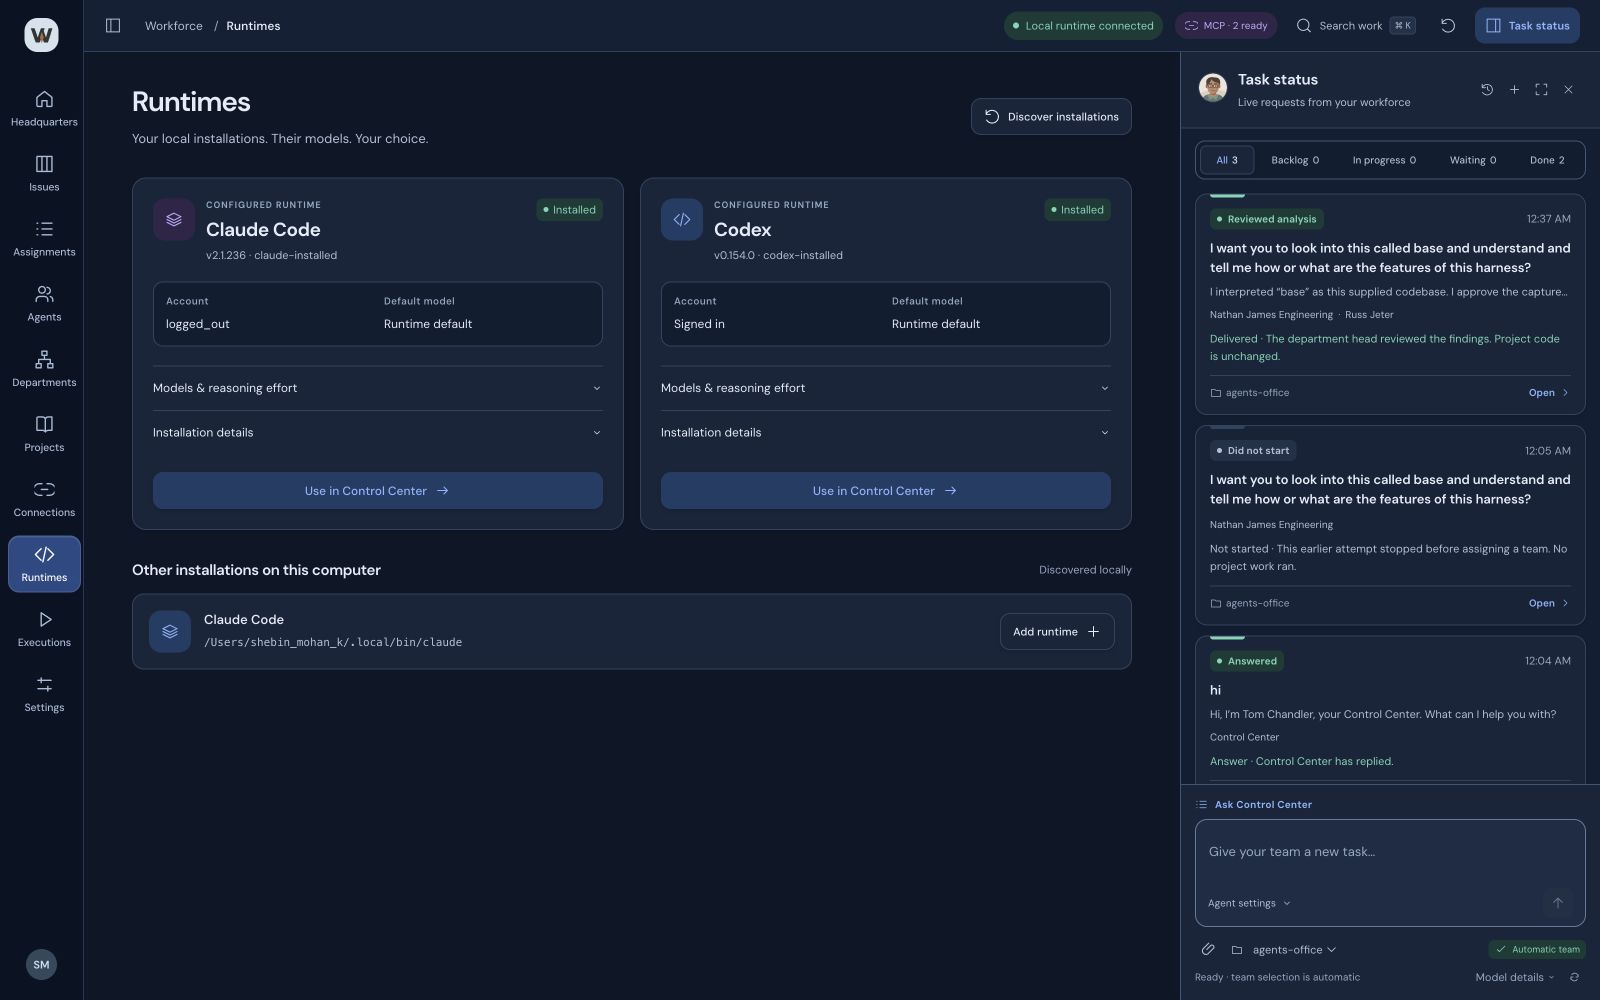 W
Headquarters
Issues
Assignments
Agents
Departments
Projects
Connections
Runtimes
Executions
Settings
SM
Workforce / Runtimes
Local runtime connected
MCP · 2 ready
Search work ⌘ K
Task status
Runtimes
Your local installations. Their models. Your choice.
Discover installations
CONFIGURED RUNTIME
Installed
Claude Code
v2.1.236 · claude-installed
Account
Default model
logged_out
Runtime default
Models & reasoning effort
Installation details
Use in Control Center
CONFIGURED RUNTIME
Installed
Codex
v0.154.0 · codex-installed
Account
Default model
Signed in
Runtime default
Models & reasoning effort
Installation details
Use in Control Center
Other installations on this computer
Discovered locally
Claude Code
/Users/shebin_mohan_k/.local/bin/claude
Add runtime
Task status
Live requests from your workforce
All 3
Backlog 0
In progress 0
Waiting 0
Done 2
Reviewed analysis
12:37 AM
I want you to look into this called base and understand and
tell me how or what are the features of this harness?
I interpreted “base” as this supplied codebase. I approve the capture…
Nathan James Engineering · Russ Jeter
Delivered · The department head reviewed the findings. Project code
is unchanged.
agents-office
Open
Did not start
12:05 AM
I want you to look into this called base and understand and
tell me how or what are the features of this harness?
Nathan James Engineering
Not started · This earlier attempt stopped before assigning a team. No
project work ran.
agents-office
Open
Answered
12:04 AM
hi
Hi, I’m Tom Chandler, your Control Center. What can I help you with?
Control Center
Answer · Control Center has replied.
Ask Control Center
Give your team a new task…
Agent settings
agents-office
Automatic team
Ready · team selection is automatic
Model details